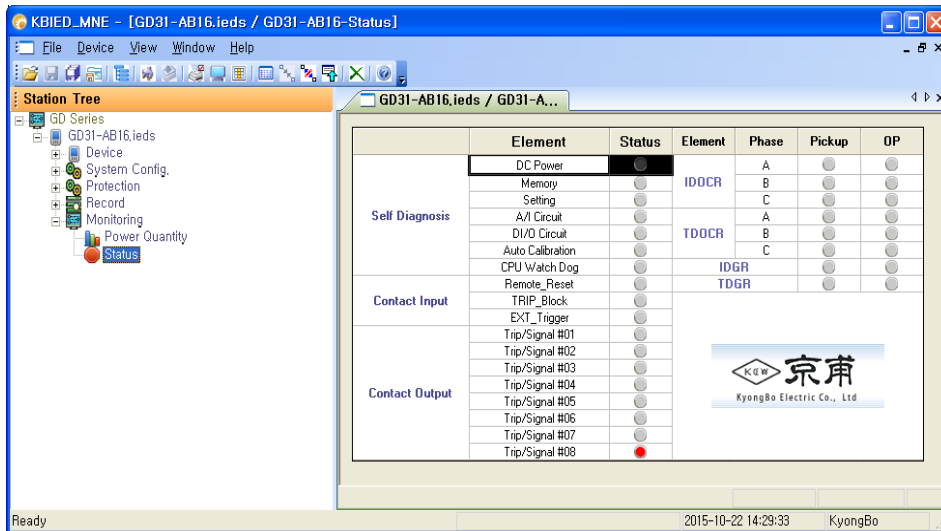 KBIED_MNE - [GD31-AB16.ieds / GD31-AB16-Status]
File Device View Window Help
Station Tree
GD31-AB16.ieds / GD31-A...
GD Series
GD31-AB16.ieds
Device
System Config.
Protection
Record
Monitoring
Power Quantity
Status
Element Status Element Phase Pickup OP
Self Diagnosis
DC Power
Memory
Setting
A/I Circuit
DI/O Circuit
Auto Calibration
CPU Watch Dog
Contact Input
Remote_Reset
TRIP_Block
EXT_Trigger
Contact Output
Trip/Signal #01
Trip/Signal #02
Trip/Signal #03
Trip/Signal #04
Trip/Signal #05
Trip/Signal #06
Trip/Signal #07
Trip/Signal #08
IDOCR
A
B
C
TDOCR
A
B
C
IDGR
TDGR
KEW 京甫
KyongBo Electric Co., Ltd
Ready
2015-10-22 14:29:33
KyongBo